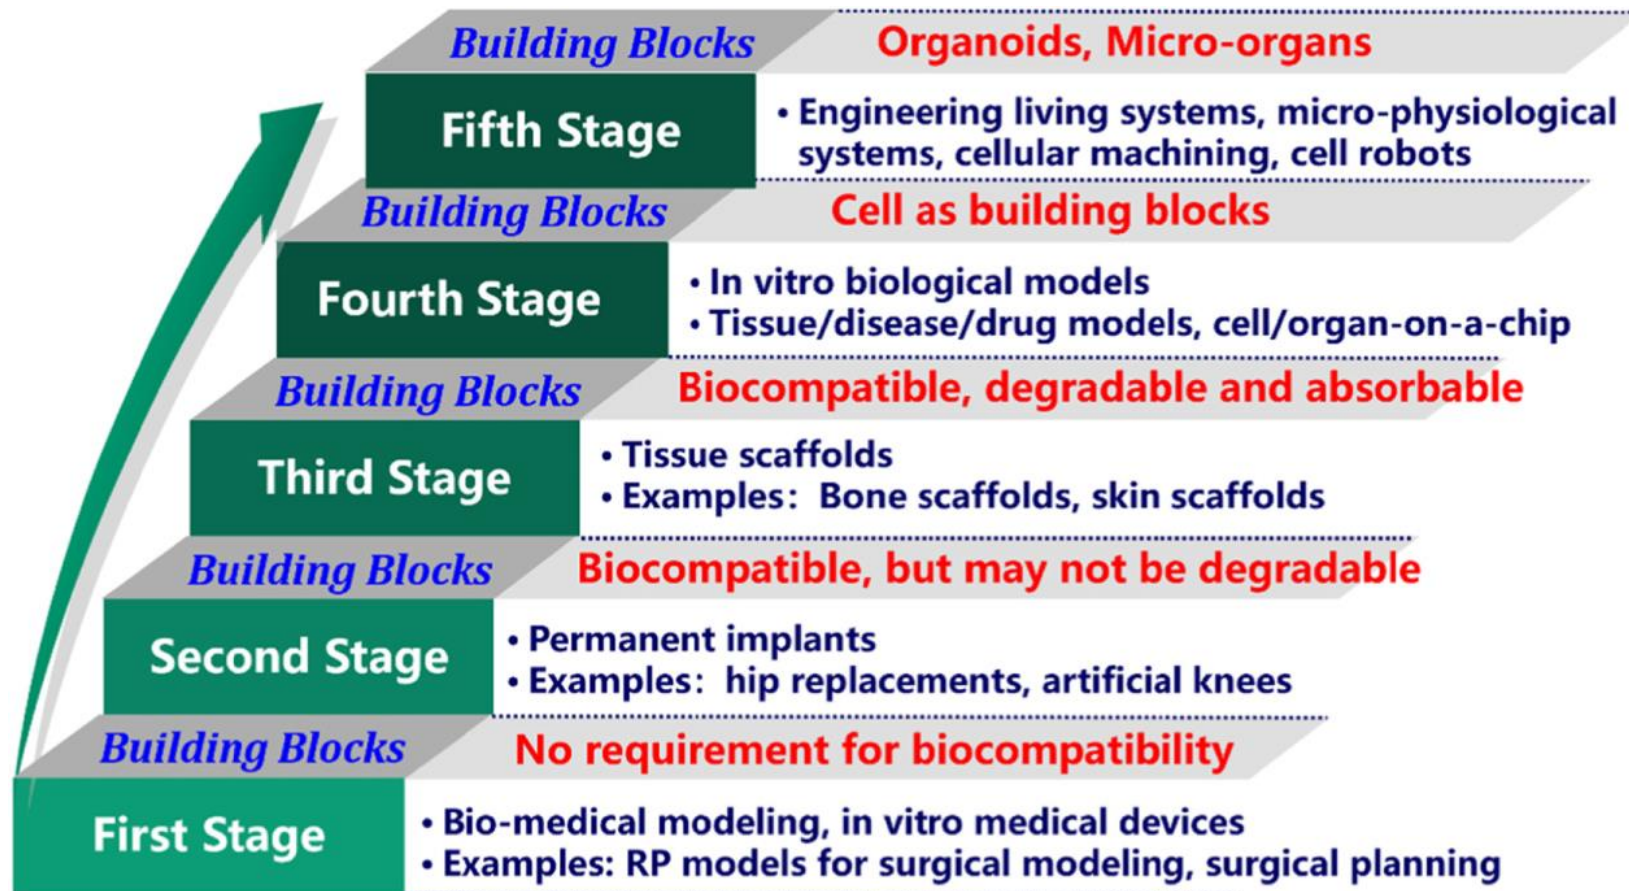 Building Blocks Organoids, Micro-organs
Fifth Stage
• Engineering living systems, micro-physiological
systems, cellular machining, cell robots
Building Blocks Cell as building blocks
Fourth Stage
• In vitro biological models
• Tissue/disease/drug models, cell/organ-on-a-chip
Building Blocks Biocompatible, degradable and absorbable
Third Stage
• Tissue scaffolds
• Examples: Bone scaffolds, skin scaffolds
Building Blocks Biocompatible, but may not be degradable
Second Stage
• Permanent implants
• Examples: hip replacements, artificial knees
Building Blocks No requirement for biocompatibility
First Stage
• Bio-medical modeling, in vitro medical devices
• Examples: RP models for surgical modeling, surgical planning